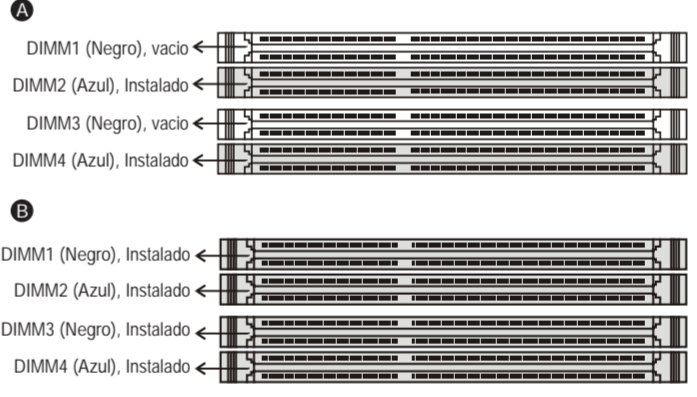 A
DIMM1 (Negro), vacio
DIMM2 (Azul), Instalado
DIMM3 (Negro), vacio
DIMM4 (Azul), Instalado
B
DIMM1 (Negro), Instalado
DIMM2 (Azul), Instalado
DIMM3 (Negro), Instalado
DIMM4 (Azul), Instalado